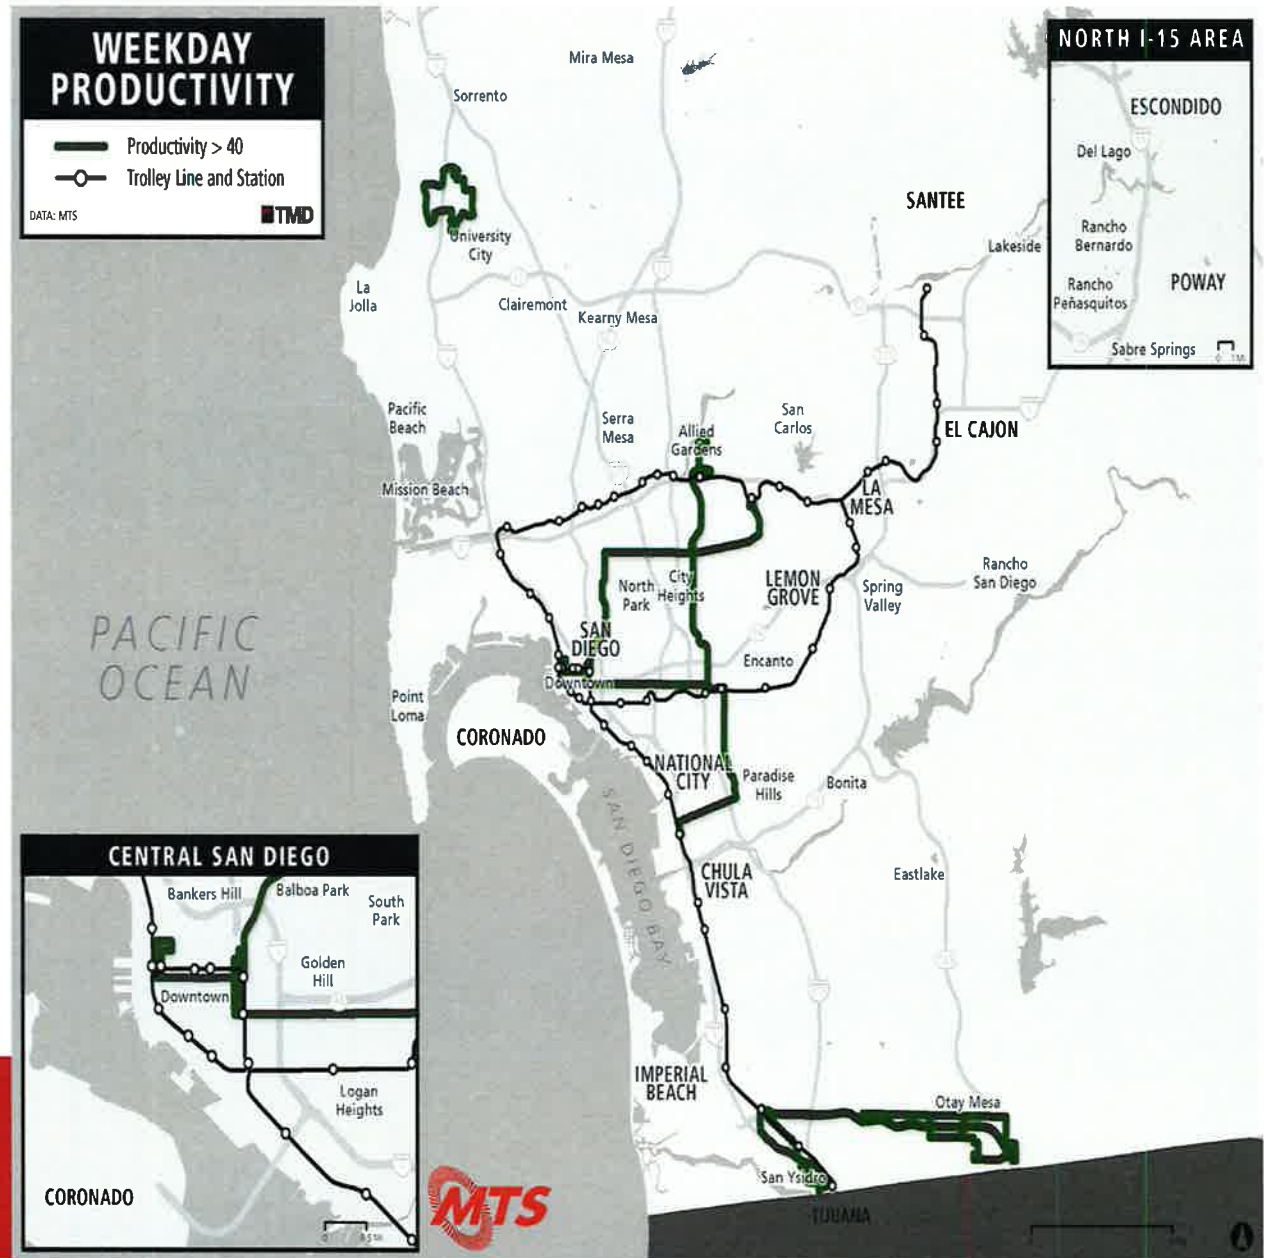 WEEKDAY
PRODUCTIVITY
Productivity > 40
Trolley Line and Station
DATA: MTS
TMD
NORTH I-15 AREA
ESCONDIDO
Del Lago
Rancho
Bernardo
POWAY
Rancho
Peñasquitos
Sabre Springs
Mira Mesa
Sorrento
University
City
SANTEE
Lakeside
La
Jolla
Clairemont
Kearny Mesa
Pacific
Beach
Serra
Mesa
Allied
Gardens
San
Carlos
EL CAJON
Mission Beach
LA
MESA
North
Park
City
Heights
LEMON
GROVE
Spring
Valley
Rancho
San Diego
PACIFIC
OCEAN
SAN
DIEGO
Downtown
Encanto
Point
Loma
CORONADO
NATIONAL
CITY
Paradise
Hills
Bonita
SAN DIEGO BAY
CHULA
VISTA
Eastlake
IMPERIAL
BEACH
Otay Mesa
San Ysidro
TIJUANA
CENTRAL SAN DIEGO
Bankers Hill
Balboa Park
South
Park
Golden
Hill
Downtown
Logan
Heights
CORONADO
MTS